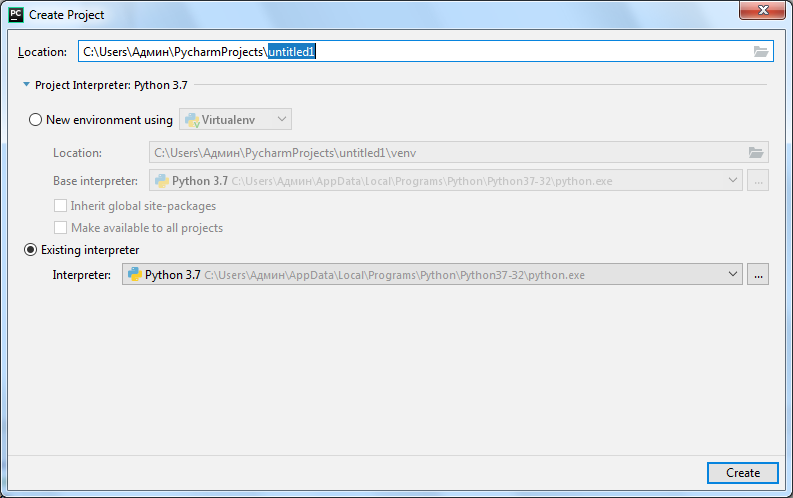 PC Create Project
Location: C:\Users\Админ\PycharmProjects\untitled1
Project Interpreter: Python 3.7
New environment using Virtualenv
Location: C:\Users\Админ\PycharmProjects\untitled1\venv
Base interpreter: Python 3.7 C:\Users\Админ\AppData\Local\Programs\Python\Python37-32\python.exe ...
Inherit global site-packages
Make available to all projects
Existing interpreter
Interpreter: Python 3.7 C:\Users\Админ\AppData\Local\Programs\Python\Python37-32\python.exe ...
Create